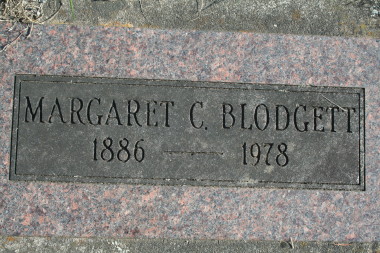 MARGARET C. BLODGETT
1886 — 1978